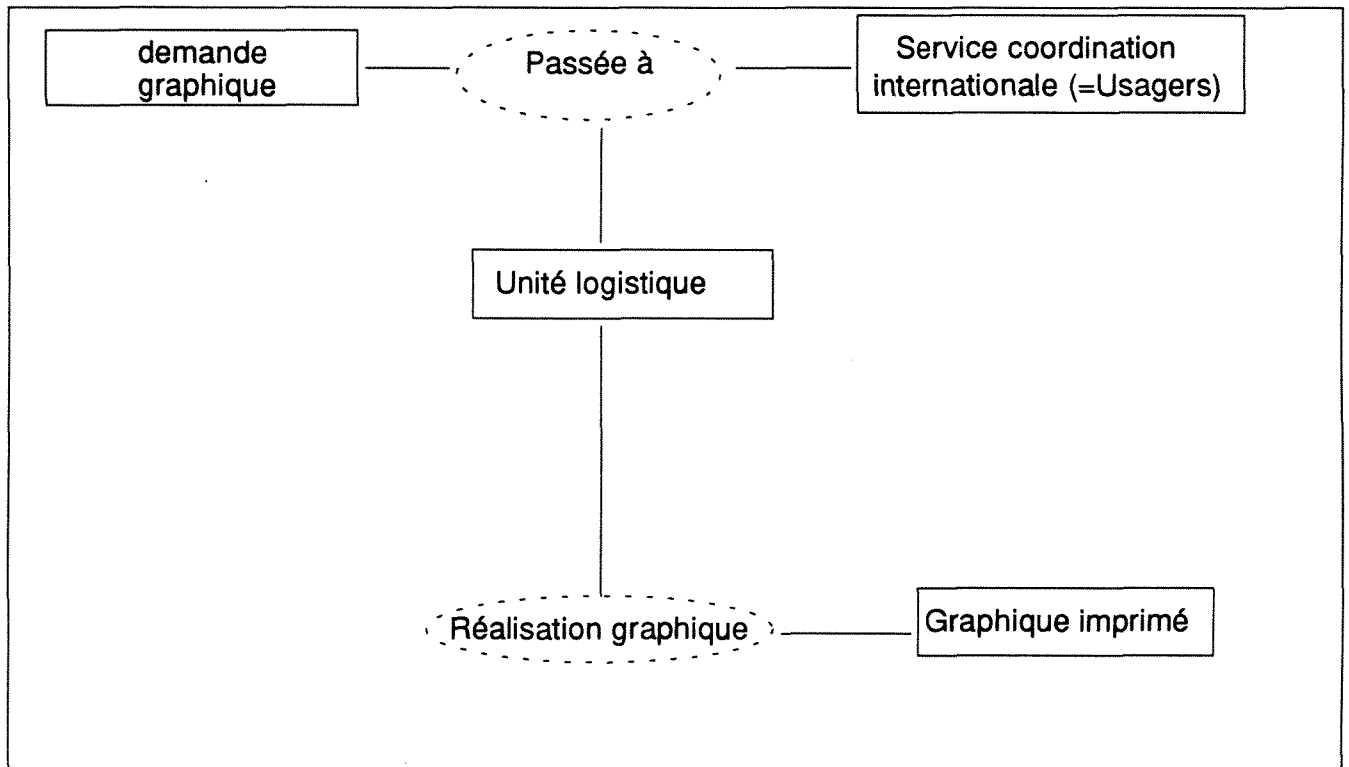 demande
graphique
Passée à
Service coordination
internationale (=Usagers)
Unité logistique
Réalisation graphique
Graphique imprimé